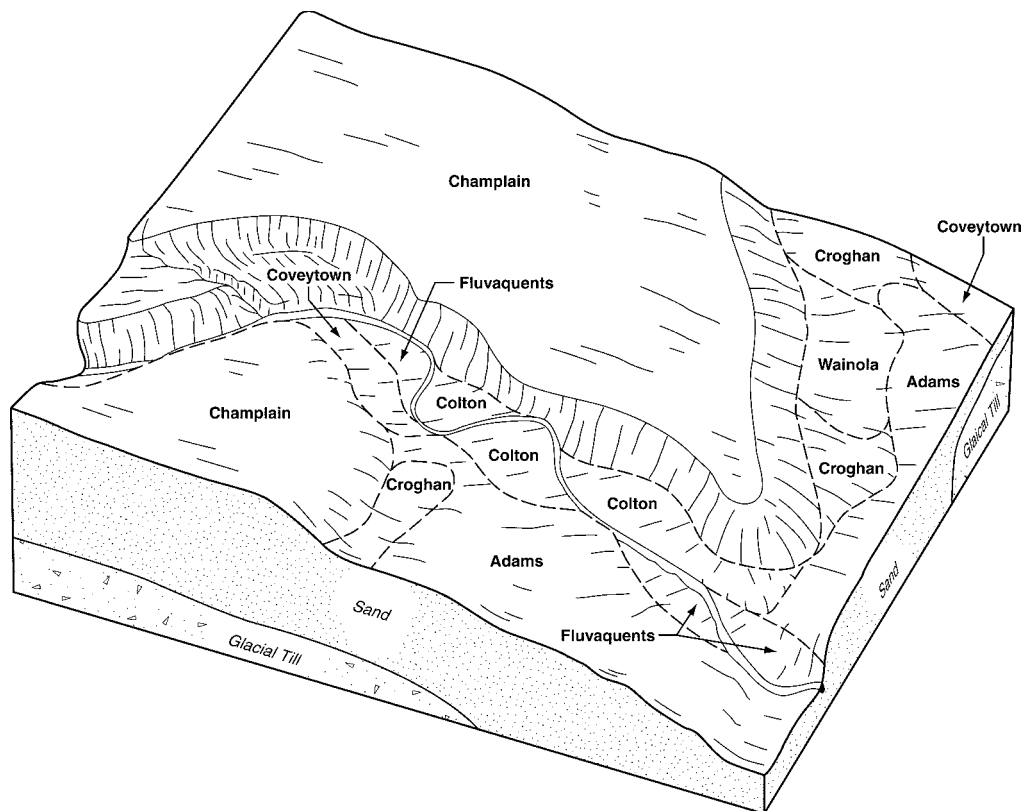 Champlain
Coveytown
Croghan
Coveytown
Fluvaquents
Wainola
Adams
Champlain
Colton
Glaical Till
Colton
Croghan
Croghan
Colton
Adams
Sand
Sand
Fluvaquents
Glacial Till